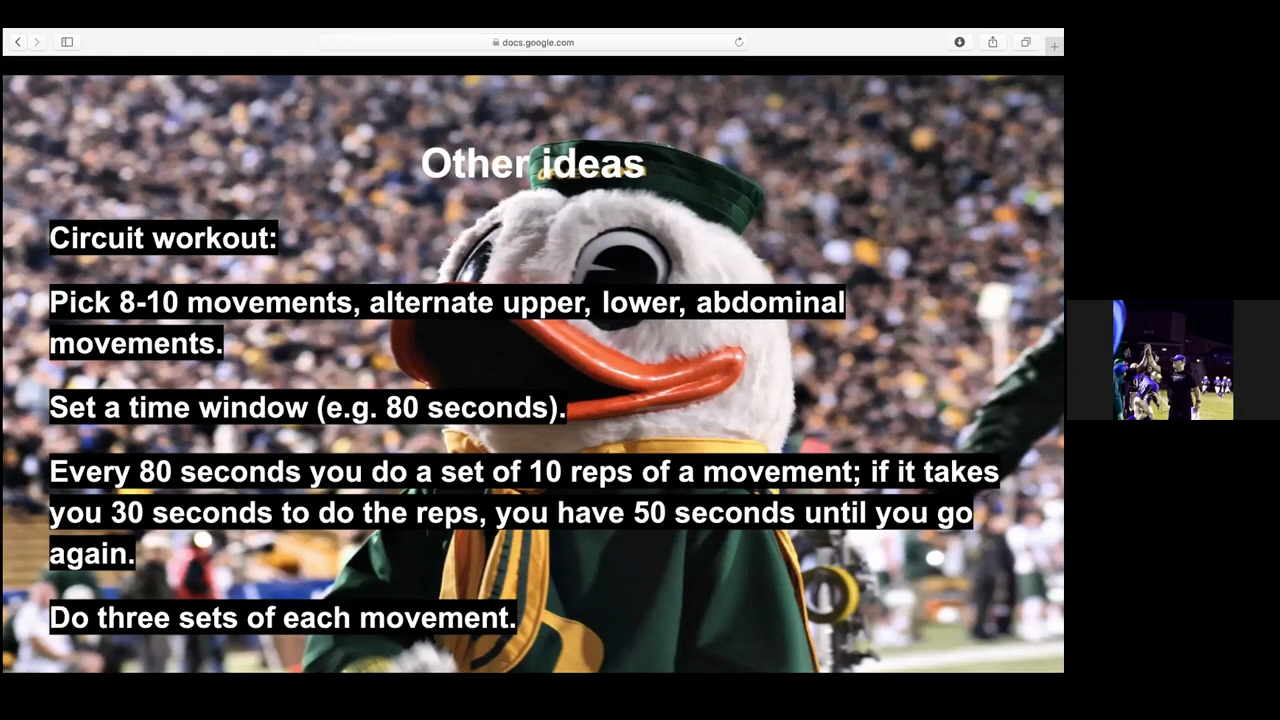 docs.google.com
Other ideas
Circuit workout:
Pick 8-10 movements, alternate upper, lower, abdominal
movements.
Set a time window (e.g. 80 seconds).
Every 80 seconds you do a set of 10 reps of a movement; if it takes
you 30 seconds to do the reps, you have 50 seconds until you go
again.
Do three sets of each movement.